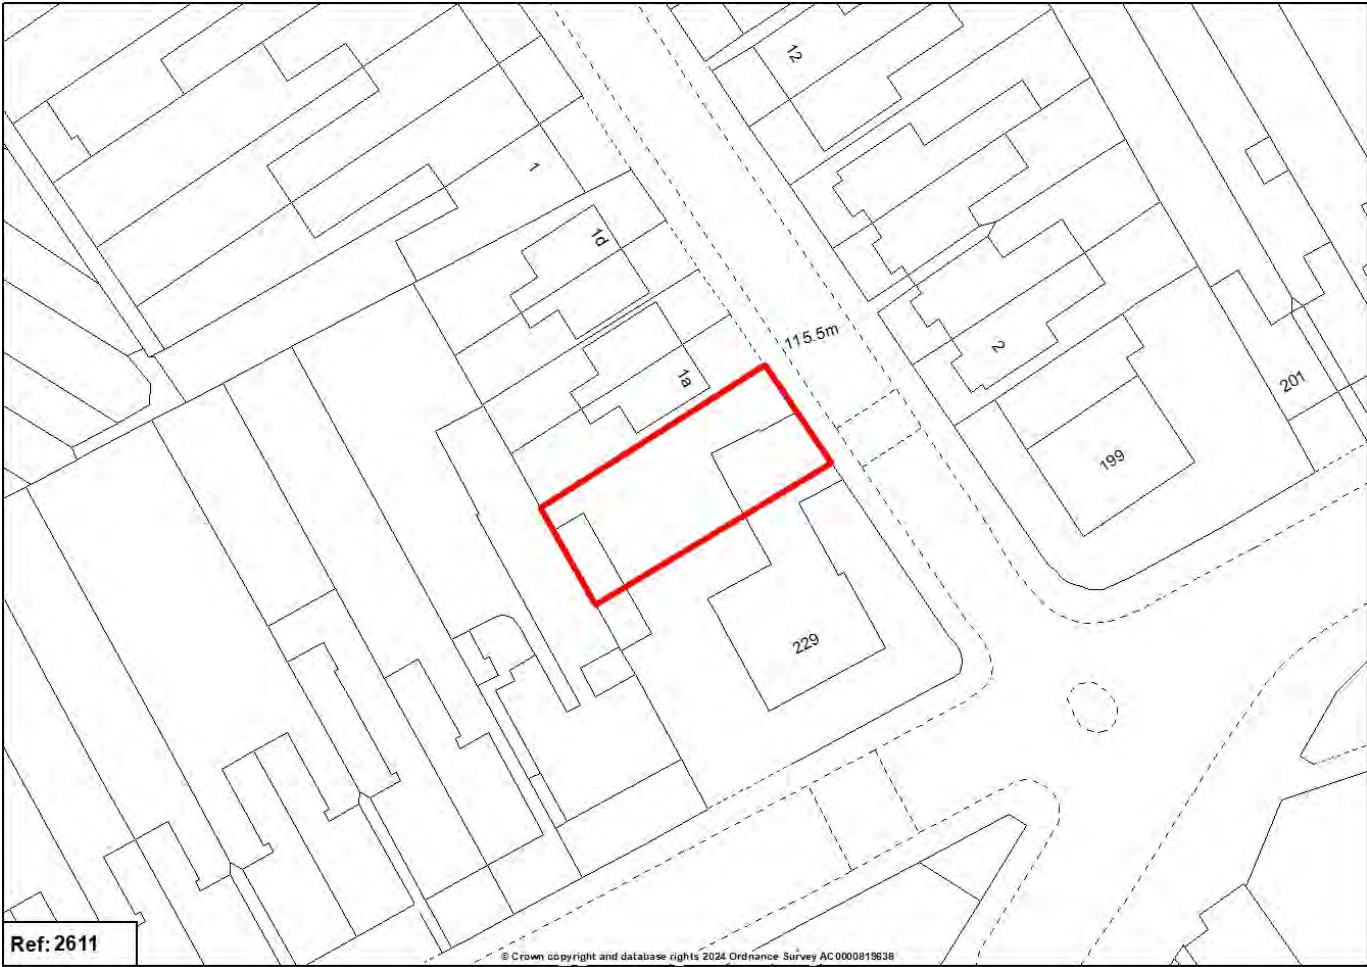 12
1
1d
115.5m
2
1a
201
199
229
Ref: 2611
© Crown copyright and database rights 2024 Ordnance Survey AC0000819638